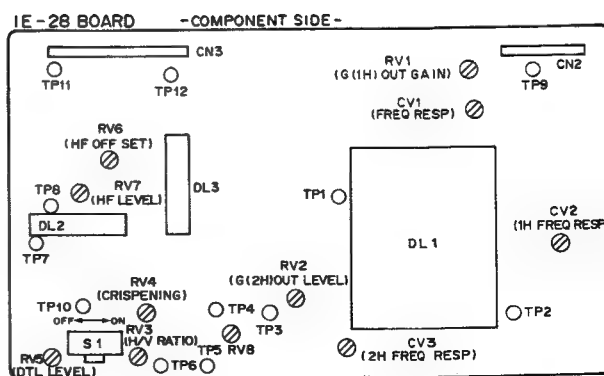 IE-28 BOARD -COMPONENT SIDE-
CN3
TP11
TP12
RV1
(G(1H) OUT GAIN)
CN2
TP9
CV1
(FREQ RESP)
RV6
(HF OFF SET)
DL3
TP8
RV7
(HF LEVEL)
DL2
TP7
TP1
DL1
CV2
(1H FREQ RESP)
RV4
(CRISPENING)
RV2
(G(2H)OUT LEVEL)
TP10
OFF ON
TP4
TP3
TP2
S1
RV3
(H/V RATIO)
RV8
RV5
(DTL LEVEL)
TP6
TP5
CV3
(2H FREQ RESP)